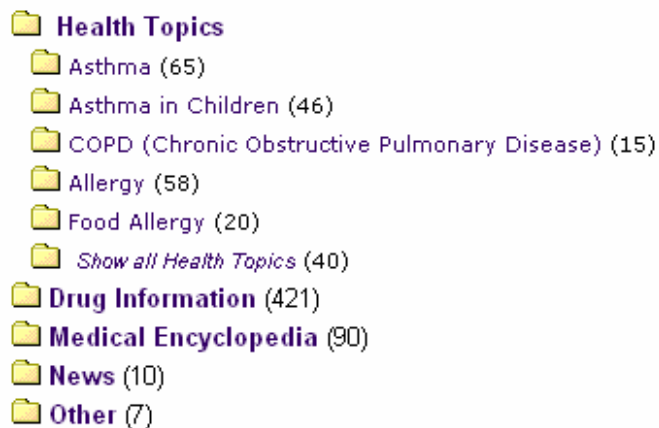 Health Topics
Asthma (65)
Asthma in Children (46)
COPD (Chronic Obstructive Pulmonary Disease) (15)
Allergy (58)
Food Allergy (20)
Show all Health Topics (40)
Drug Information (421)
Medical Encyclopedia (90)
News (10)
Other (7)